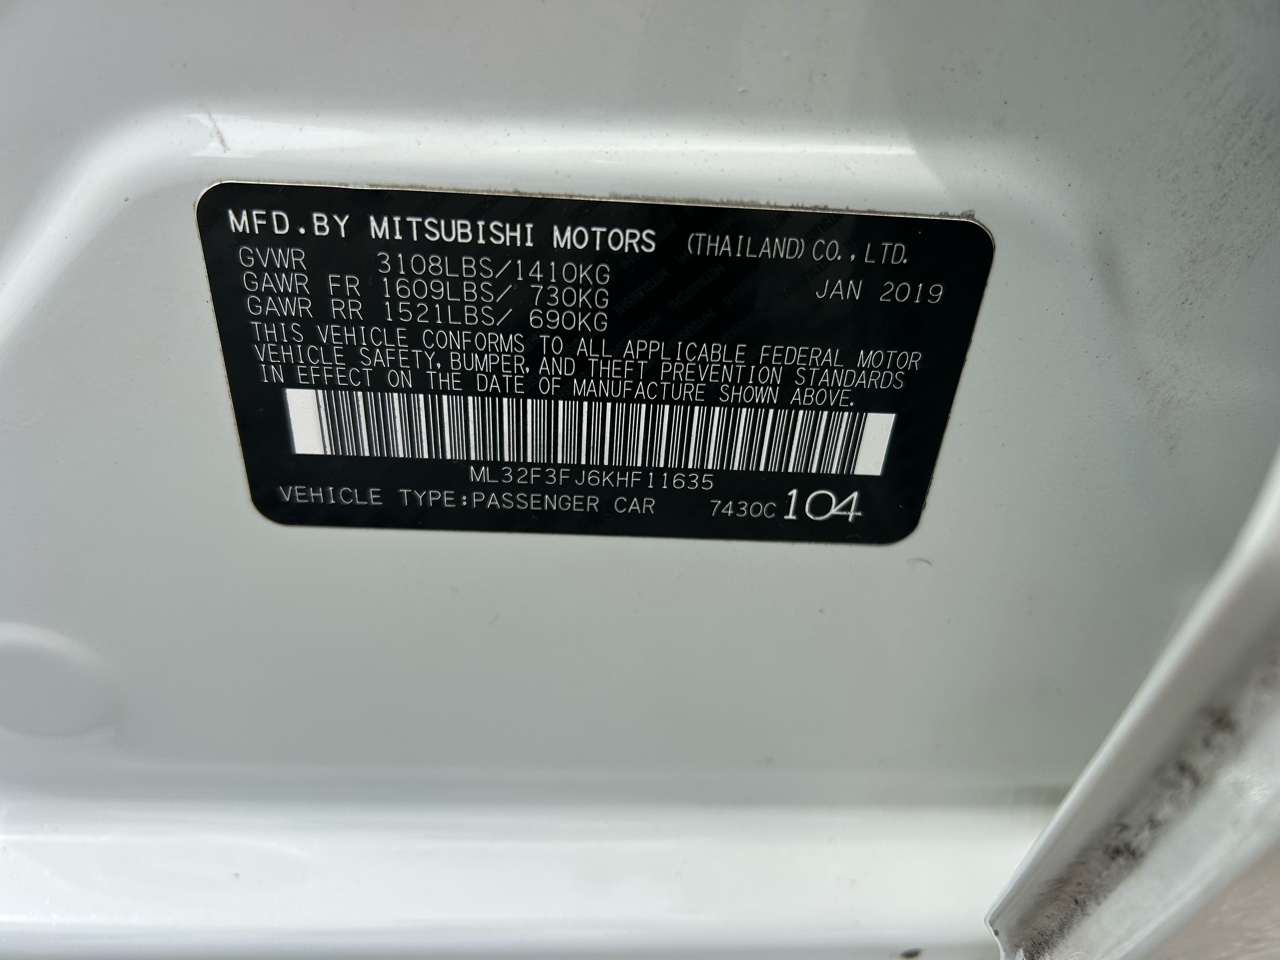 MFD.BY MITSUBISHI MOTORS (THAILAND) CO.,LTD.
GVWR 3108LBS/1410KG JAN 2019
GAWR FR 1609LBS/ 730KG
GAWR RR 1521LBS/ 690KG
THIS VEHICLE CONFORMS TO ALL APPLICABLE FEDERAL MOTOR
VEHICLE SAFETY, BUMPER, AND THEFT PREVENTION STANDARDS
IN EFFECT ON THE DATE OF MANUFACTURE SHOWN ABOVE.
ML32F3FJ6KHF11635
VEHICLE TYPE:PASSENGER CAR 7430C 104